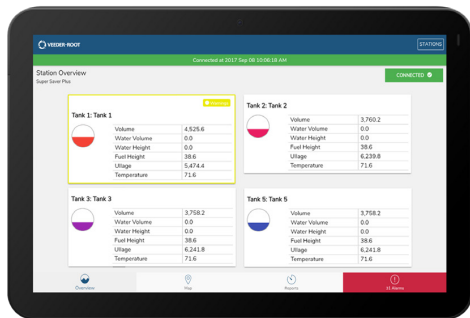 VEEDER-ROOT
STATIONS
Connected at 2017 Sep 08 10:06:18 AM
Station Overview
Super Saver Plus
CONNECTED
Warning
Tank 1: Tank 1
Volume 4,525.6
Water Volume 0.0
Water Height 0.0
Fuel Height 38.6
Ullage 5,474.4
Temperature 71.6
Tank 2: Tank 2
Volume 3,760.2
Water Volume 0.0
Water Height 0.0
Fuel Height 38.6
Ullage 6,239.8
Temperature 71.6
Tank 3: Tank 3
Volume 3,758.2
Water Volume 0.0
Water Height 0.0
Fuel Height 38.6
Ullage 6,241.8
Temperature 71.6
Tank 5: Tank 5
Volume 3,758.2
Water Volume 0.0
Water Height 0.0
Fuel Height 38.6
Ullage 6,241.8
Temperature 71.6
Overview
Map
Reports
11 Alarms